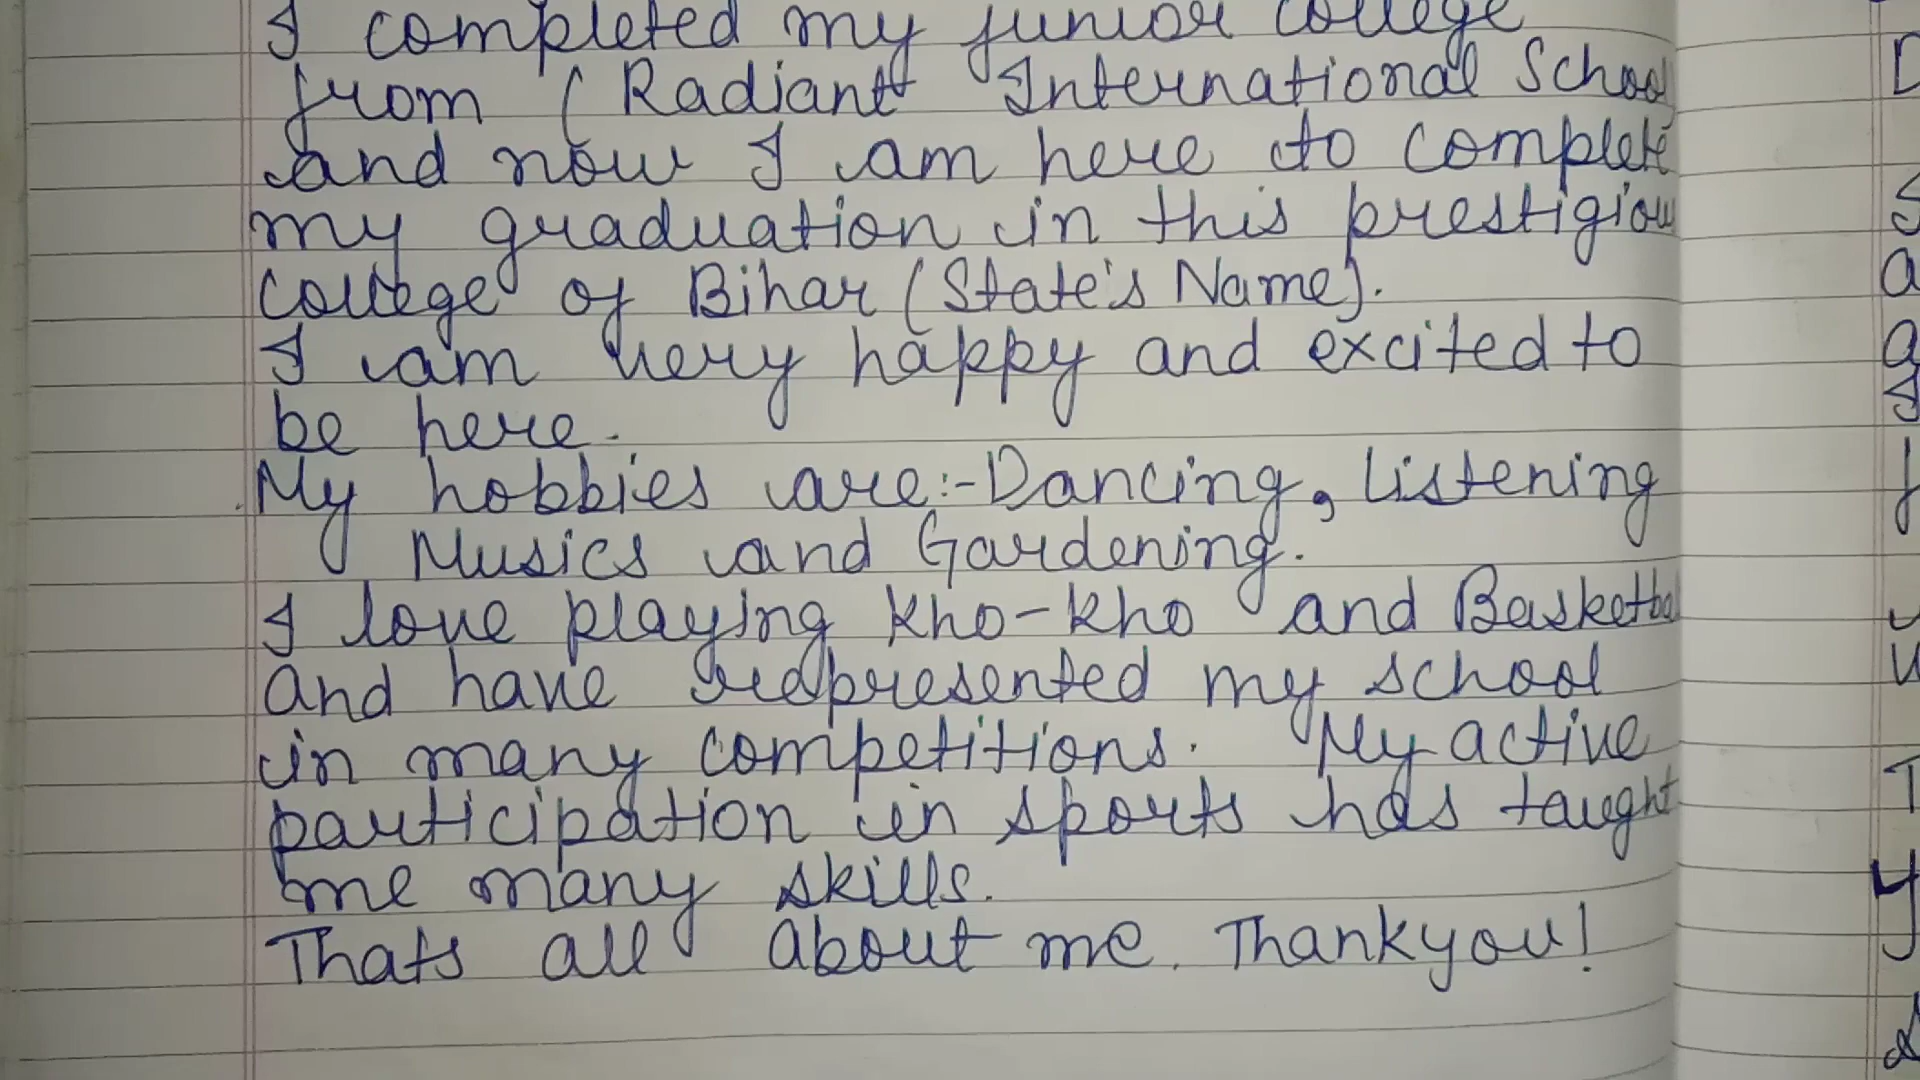 I completed my junior college
from (Radiant International School
and now I am here to complete
my graduation in this prestigiou
college of Bihar (State's Name).
I am very happy and excited to
be here.
My hobbies are:- Dancing, listening
Musics and Gardening.
I love playing kho-kho and Basketba
and have redpresented my school
in many competitions. My active
participation in sports has taught
me many skills.
Thats all about me. Thankyou!